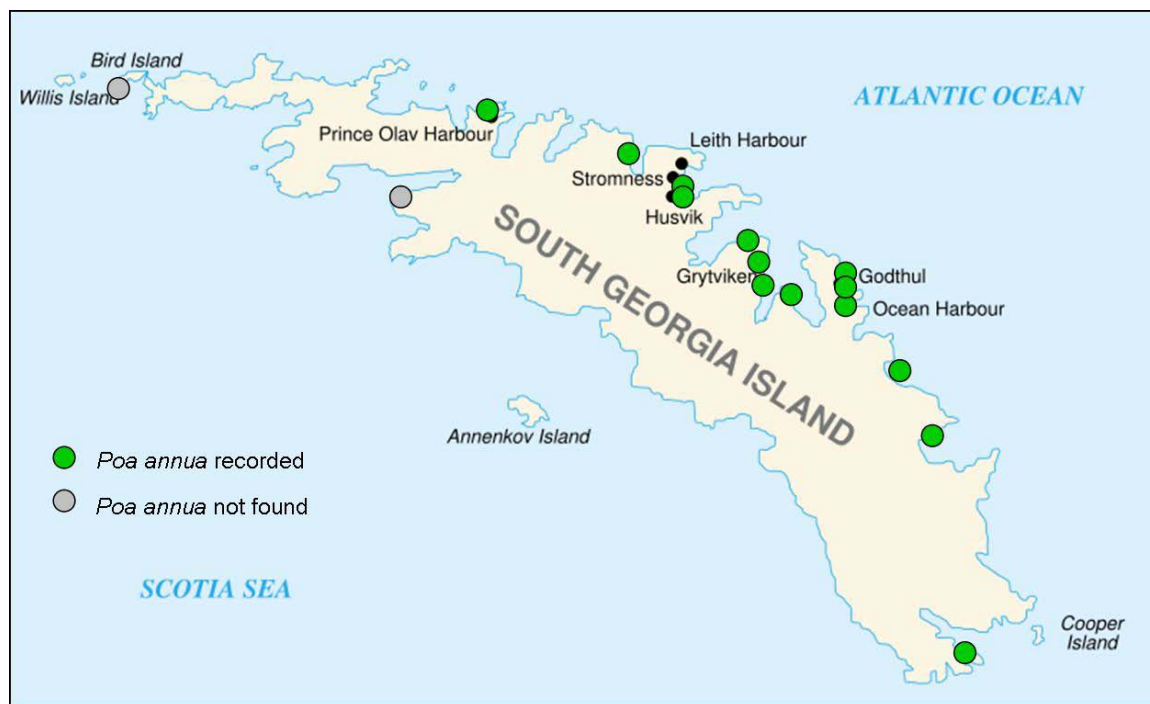 Bird Island
Willis Island
ATLANTIC OCEAN
Prince Olav Harbour
Leith Harbour
Stromness
Husvik
SOUTH GEORGIA ISLAND
Grytviken
Godthul
Ocean Harbour
Annenkov Island
Poa annua recorded
Poa annua not found
SCOTIA SEA
Cooper
Island